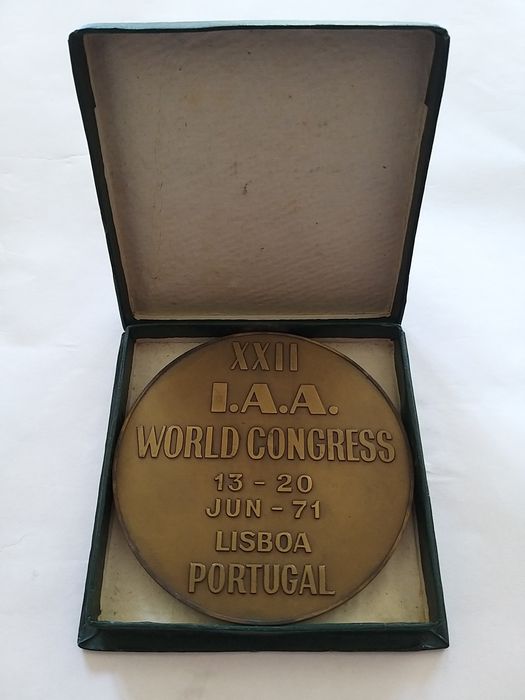 XXII
I.A.A.
WORLD CONGRESS
13 - 20
JUN - 71
LISBOA
PORTUGAL